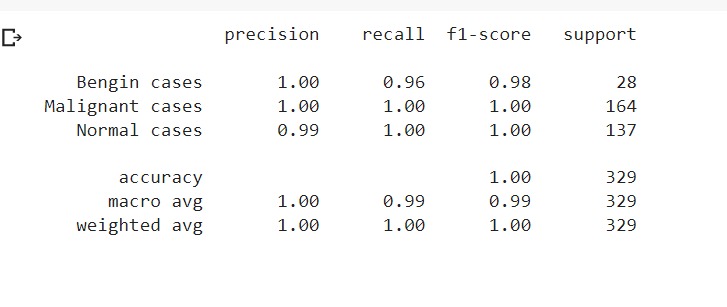 precision recall f1-score support
Bengin cases 1.00 0.96 0.98 28
Malignant cases 1.00 1.00 1.00 164
Normal cases 0.99 1.00 1.00 137
accuracy 1.00 329
macro avg 1.00 0.99 0.99 329
weighted avg 1.00 1.00 1.00 329